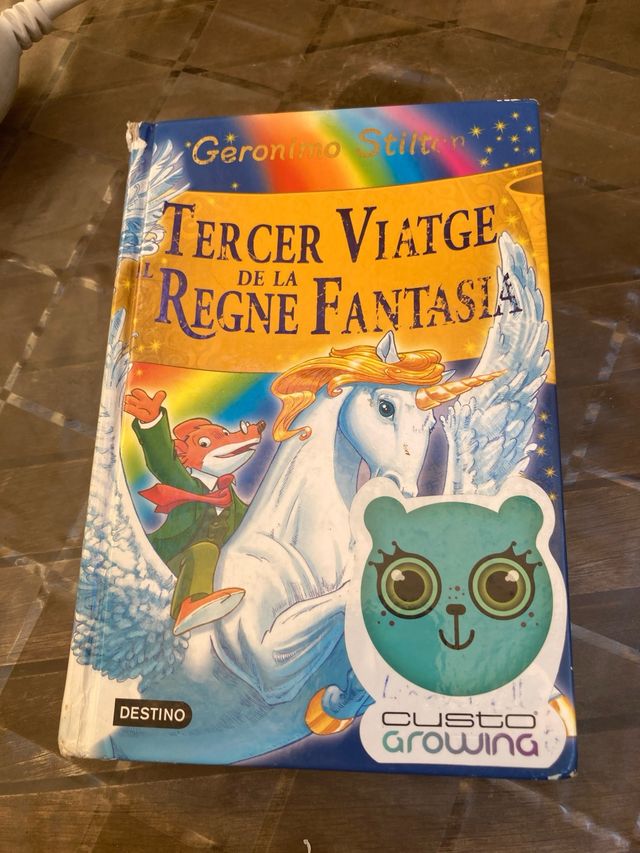 Geronimo Stilton
TERCER VIATGE
L
DE LA
REGNE FANTASIA
DESTINO
custo
GROWING